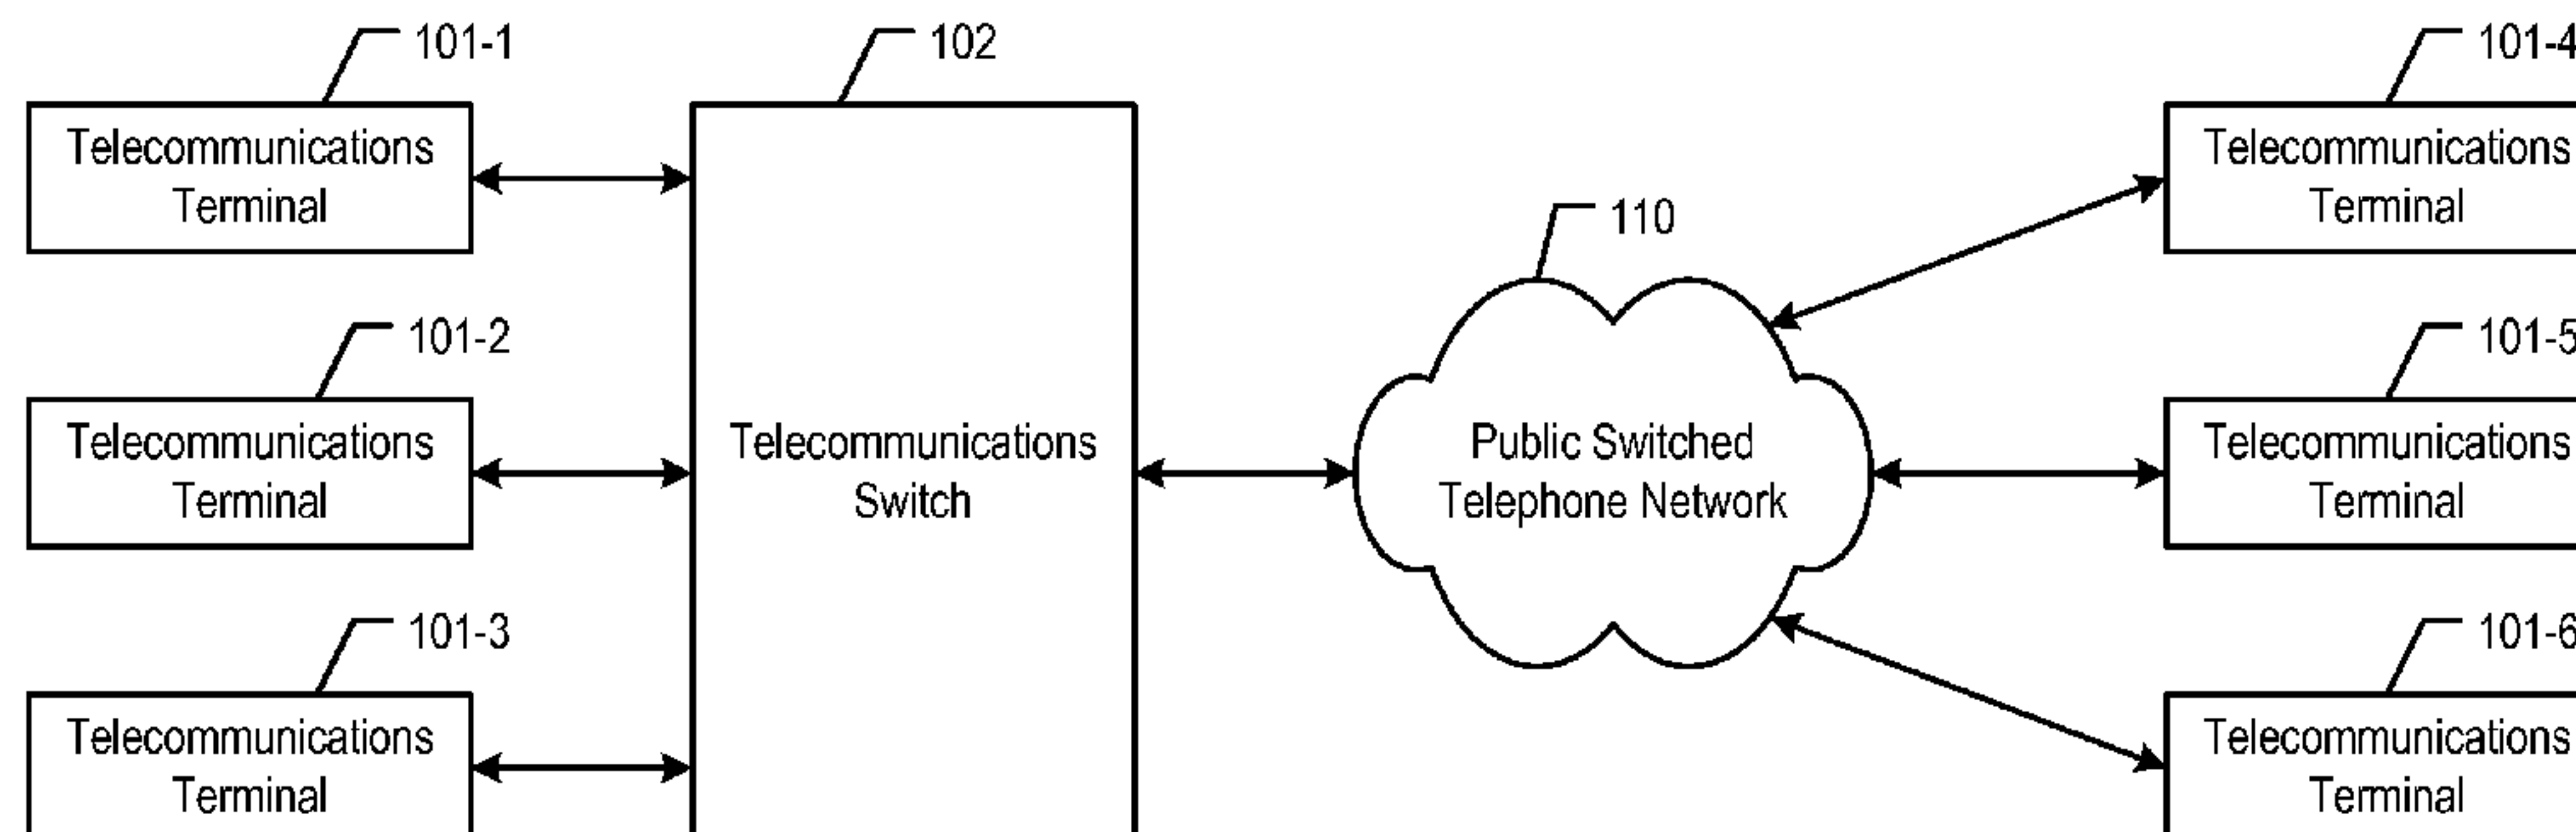 101-1
102
101-4
Telecommunications
Terminal
Telecommunications
Terminal
110
101-2
101-5
Telecommunications
Terminal
Telecommunications
Switch
Public Switched
Telephone Network
Telecommunications
Terminal
101-3
101-6
Telecommunications
Terminal
Telecommunications
Terminal